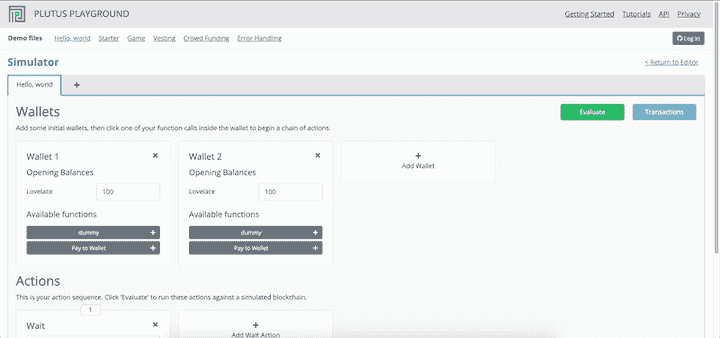 PLUTUS PLAYGROUND
Getting Started Tutorials API Privacy
Demo files Hello, world Starter Game Vesting Crowd Funding Error Handling Log in
Simulator < Return to Editor
Hello, world +
Wallets Evaluate Transactions
Add some initial wallets, then click one of your function calls inside the wallet to begin a chain of actions.
Wallet 1 × Wallet 2 × +
Add Wallet
Opening Balances Opening Balances
Lovelace 100 Lovelace 100
Available functions Available functions
dummy + dummy +
Pay to Wallet + Pay to Wallet +
Actions
This is your action sequence. Click 'Evaluate' to run these actions against a simulated blockchain.
1
Wait × +
Add Wait Action